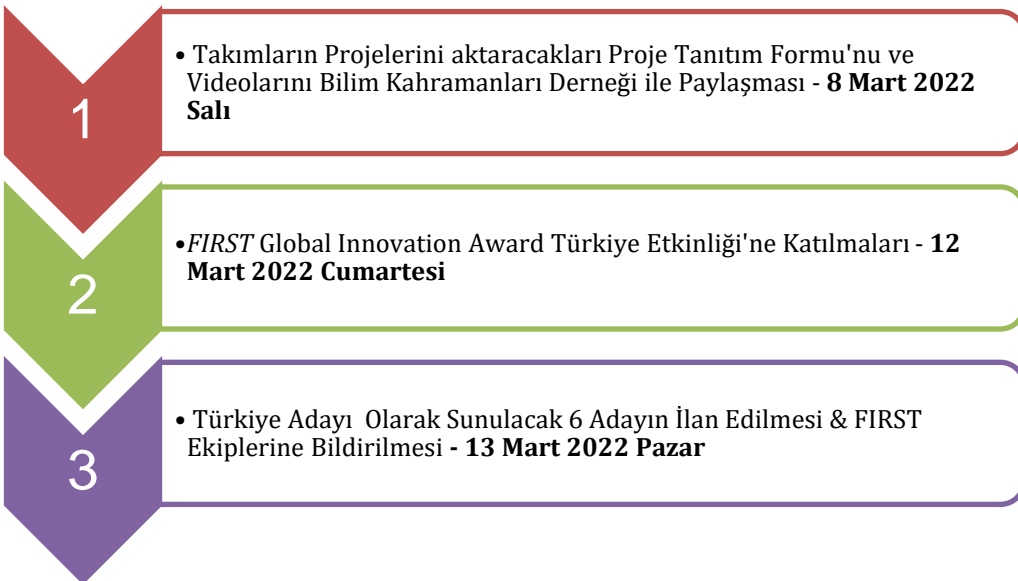 1
• Takımların Projelerini aktaracakları Proje Tanıtım Formu'nu ve
Videolarını Bilim Kahramanları Derneği ile Paylaşması - 8 Mart 2022
Salı
2
•FIRST Global Innovation Award Türkiye Etkinliği'ne Katılmaları - 12
Mart 2022 Cumartesi
3
• Türkiye Adayı  Olarak Sunulacak 6 Adayın İlan Edilmesi & FIRST
Ekiplerine Bildirilmesi - 13 Mart 2022 Pazar